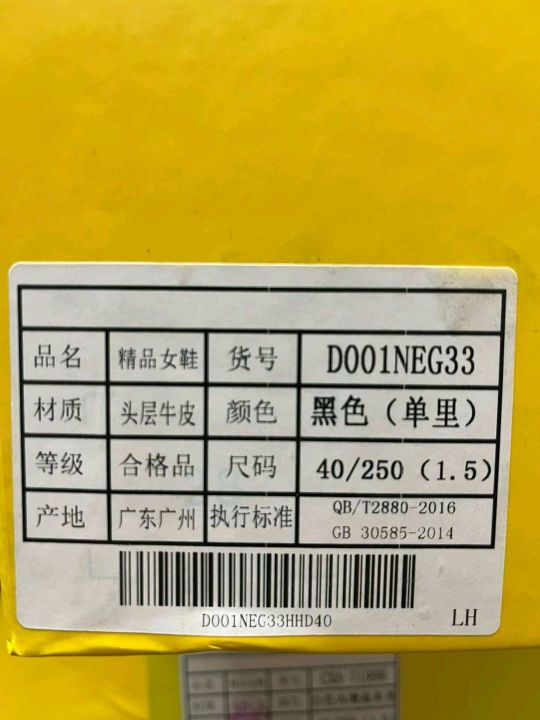 品名 精品女鞋 货号 D001NEG33
材质 头层牛皮 颜色 黑色（单里）
等级 合格品 尺码 40/250（1.5）
产地 广东广州 执行标准 QB/T2880-2016
GB 30585-2014
D001NEG33HHD40
LH